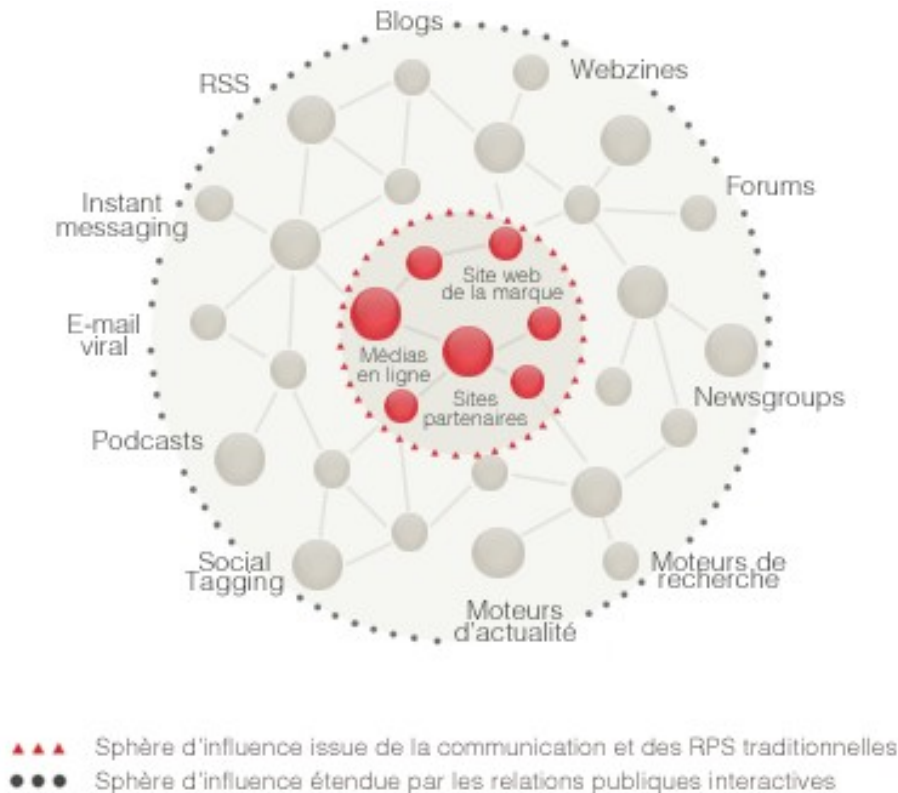 Blogs
Webzines
RSS
Forums
Instant
messaging
Site web
de la marque
E-mail
viral
Médias
en ligne
Sites
partenaires
Newsgroups
Podcasts
Social
Tagging
Moteurs de
recherche
Moteurs
d'actualité
Sphère d'influence issue de la communication et des RPS traditionnelles
Sphère d'influence étendue par les relations publiques interactives